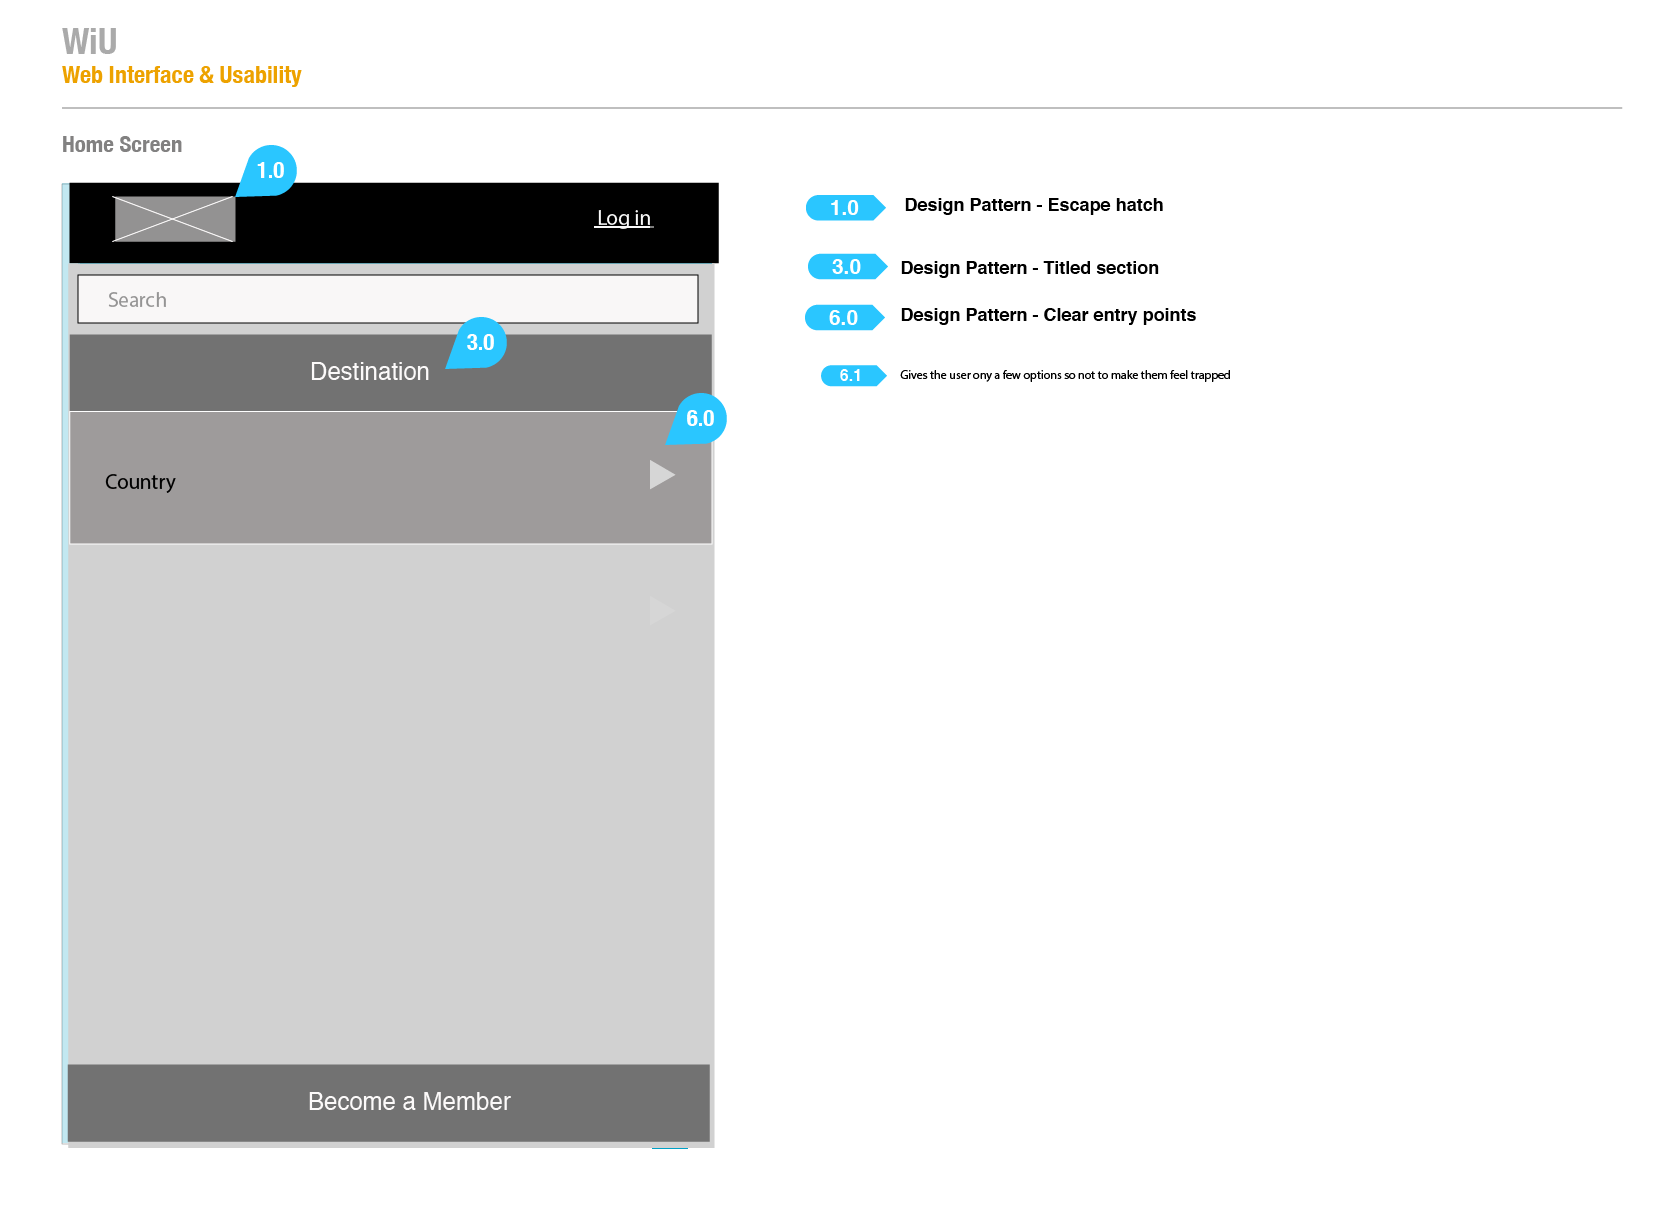 WiU
Web Interface & Usability
Home Screen
1.0
Log in
Search
3.0
Destination
6.0
Country
Become a Member
1.0 Design Pattern - Escape hatch
3.0 Design Pattern - Titled section
6.0 Design Pattern - Clear entry points
6.1 Gives the user ony a few options so not to make them feel trapped